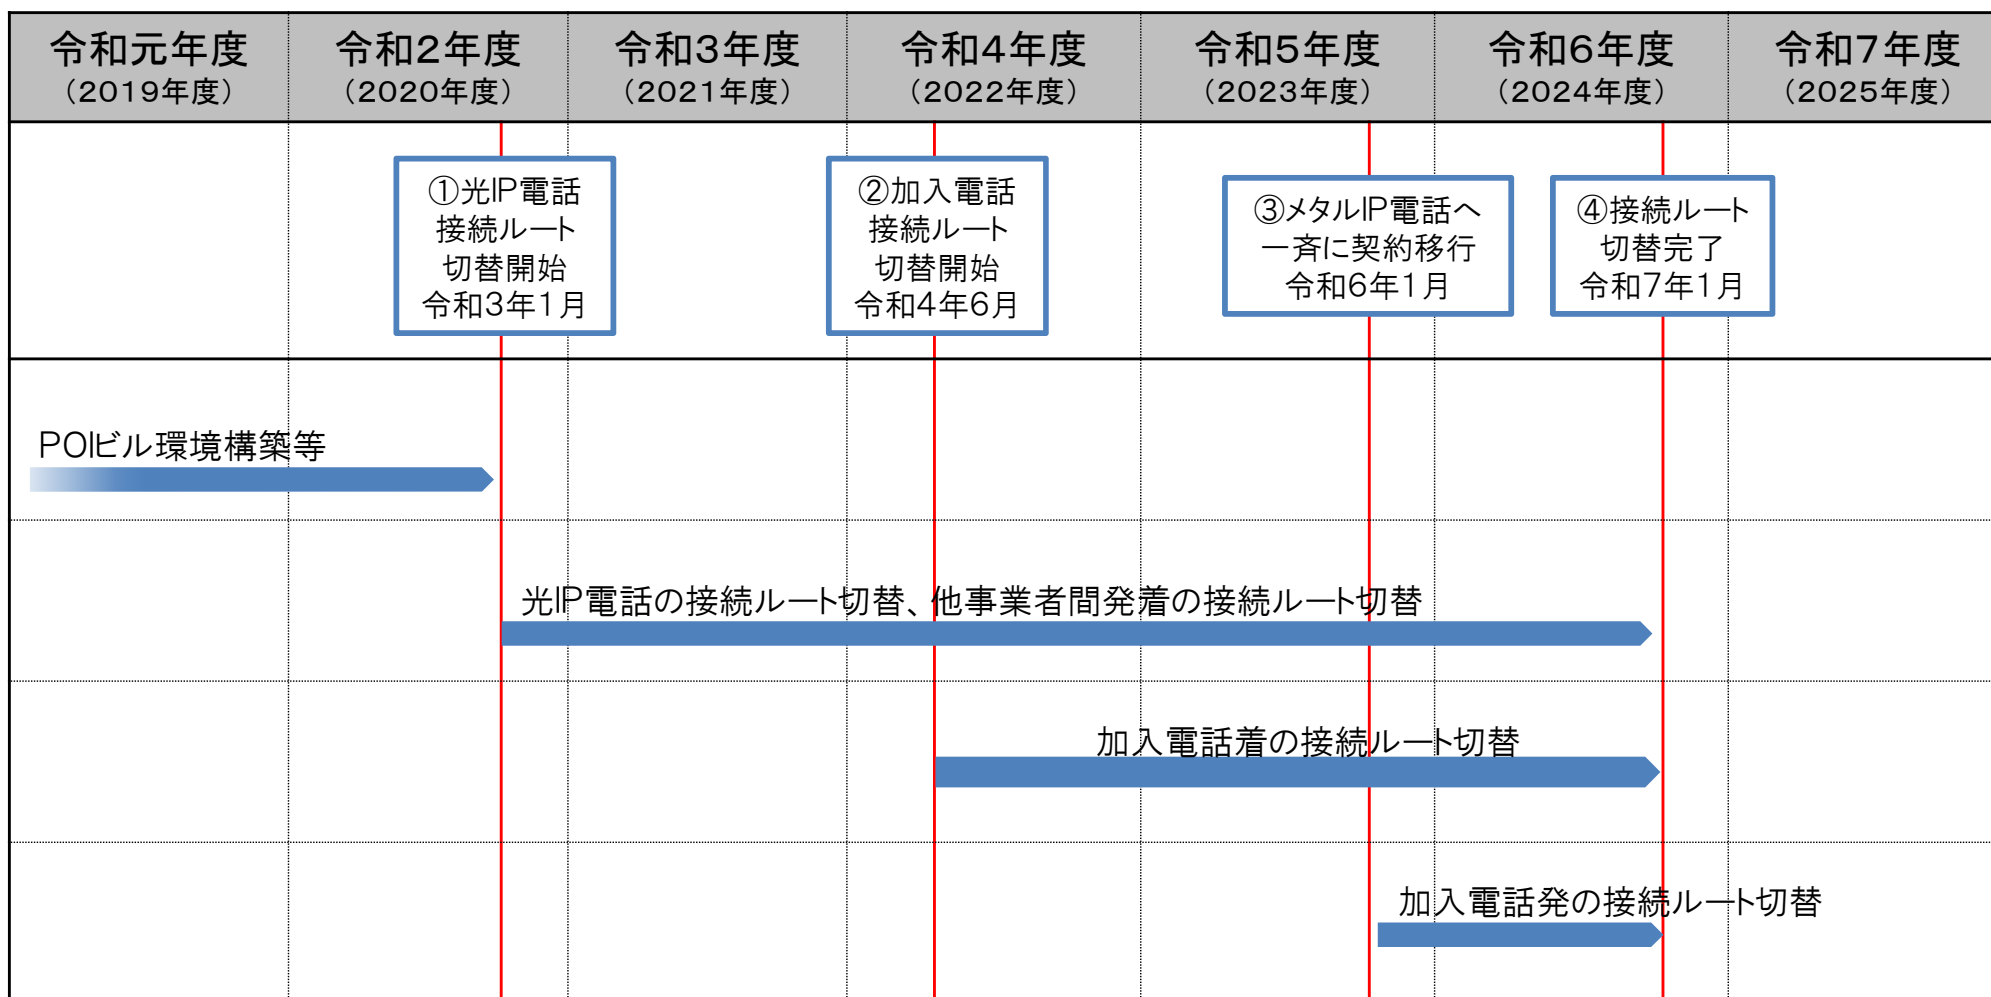 令和元年度
（2019年度）
令和2年度
（2020年度）
令和3年度
（2021年度）
令和4年度
（2022年度）
令和5年度
（2023年度）
令和6年度
（2024年度）
令和7年度
（2025年度）
①光IP電話
接続ルート
切替開始
令和3年1月
②加入電話
接続ルート
切替開始
令和4年6月
③メタルIP電話へ
一斉に契約移行
令和6年1月
④接続ルート
切替完了
令和7年1月
POIビル環境構築等
光IP電話の接続ルート切替、他事業者間発着の接続ルート切替
加入電話着の接続ルート切替
加入電話発の接続ルート切替